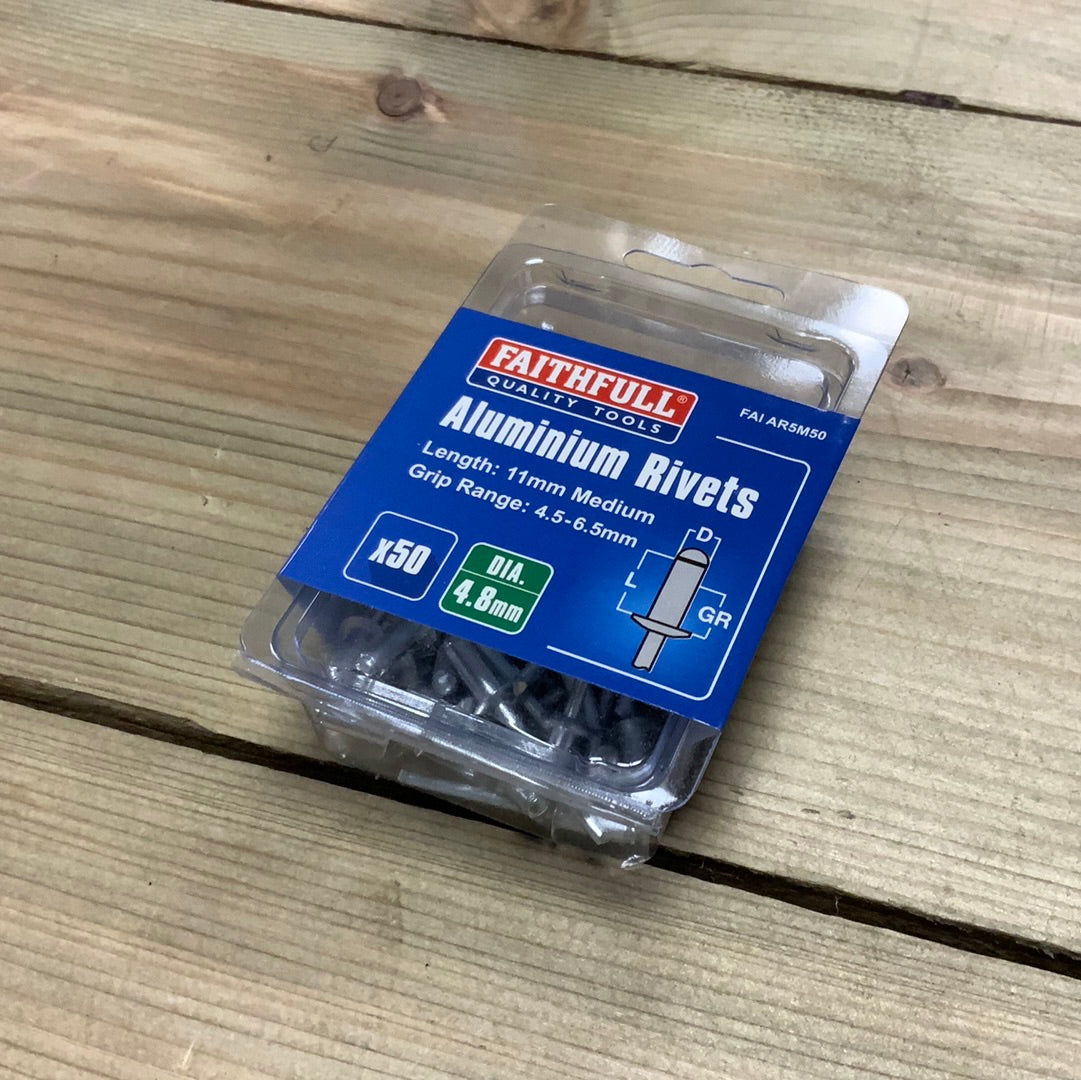 FAITHFULL®
QUALITY TOOLS
FAI AR5M50
Aluminium Rivets
Length: 11mm Medium
Grip Range: 4.5-6.5mm
x50
DIA.
4.8mm
D
L
GR